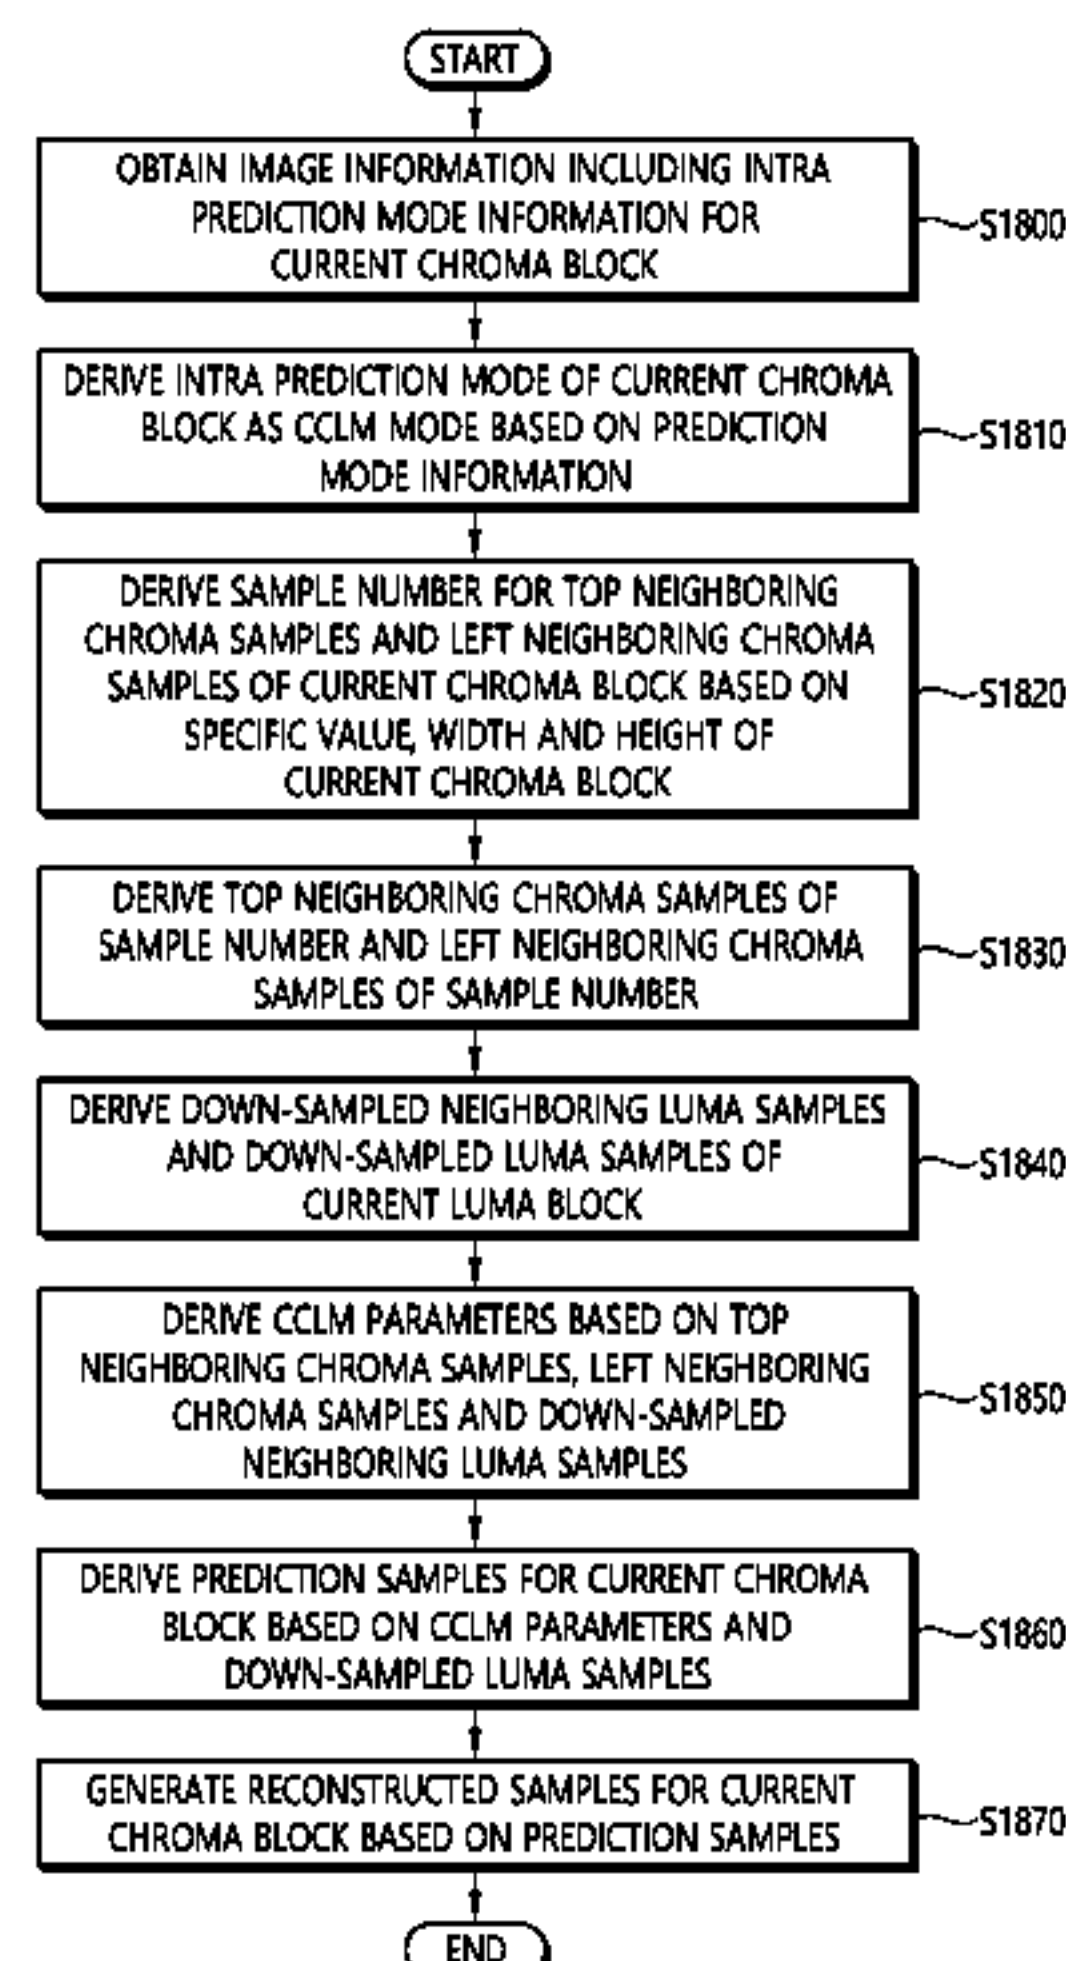 START
OBTAIN IMAGE INFORMATION INCLUDING INTRA
PREDICTION MODE INFORMATION FOR
CURRENT CHROMA BLOCK
S1800
DERIVE INTRA PREDICTION MODE OF CURRENT CHROMA
BLOCK AS CCLM MODE BASED ON PREDICTION
MODE INFORMATION
S1810
DERIVE SAMPLE NUMBER FOR TOP NEIGHBORING
CHROMA SAMPLES AND LEFT NEIGHBORING CHROMA
SAMPLES OF CURRENT CHROMA BLOCK BASED ON
SPECIFIC VALUE, WIDTH AND HEIGHT OF
CURRENT CHROMA BLOCK
S1820
DERIVE TOP NEIGHBORING CHROMA SAMPLES OF
SAMPLE NUMBER AND LEFT NEIGHBORING CHROMA
SAMPLES OF SAMPLE NUMBER
S1830
DERIVE DOWN-SAMPLED NEIGHBORING LUMA SAMPLES
AND DOWN-SAMPLED LUMA SAMPLES OF
CURRENT LUMA BLOCK
S1840
DERIVE CCLM PARAMETERS BASED ON TOP
NEIGHBORING CHROMA SAMPLES, LEFT NEIGHBORING
CHROMA SAMPLES AND DOWN-SAMPLED
NEIGHBORING LUMA SAMPLES
S1850
DERIVE PREDICTION SAMPLES FOR CURRENT CHROMA
BLOCK BASED ON CCLM PARAMETERS AND
DOWN-SAMPLED LUMA SAMPLES
S1860
GENERATE RECONSTRUCTED SAMPLES FOR CURRENT
CHROMA BLOCK BASED ON PREDICTION SAMPLES
S1870
END